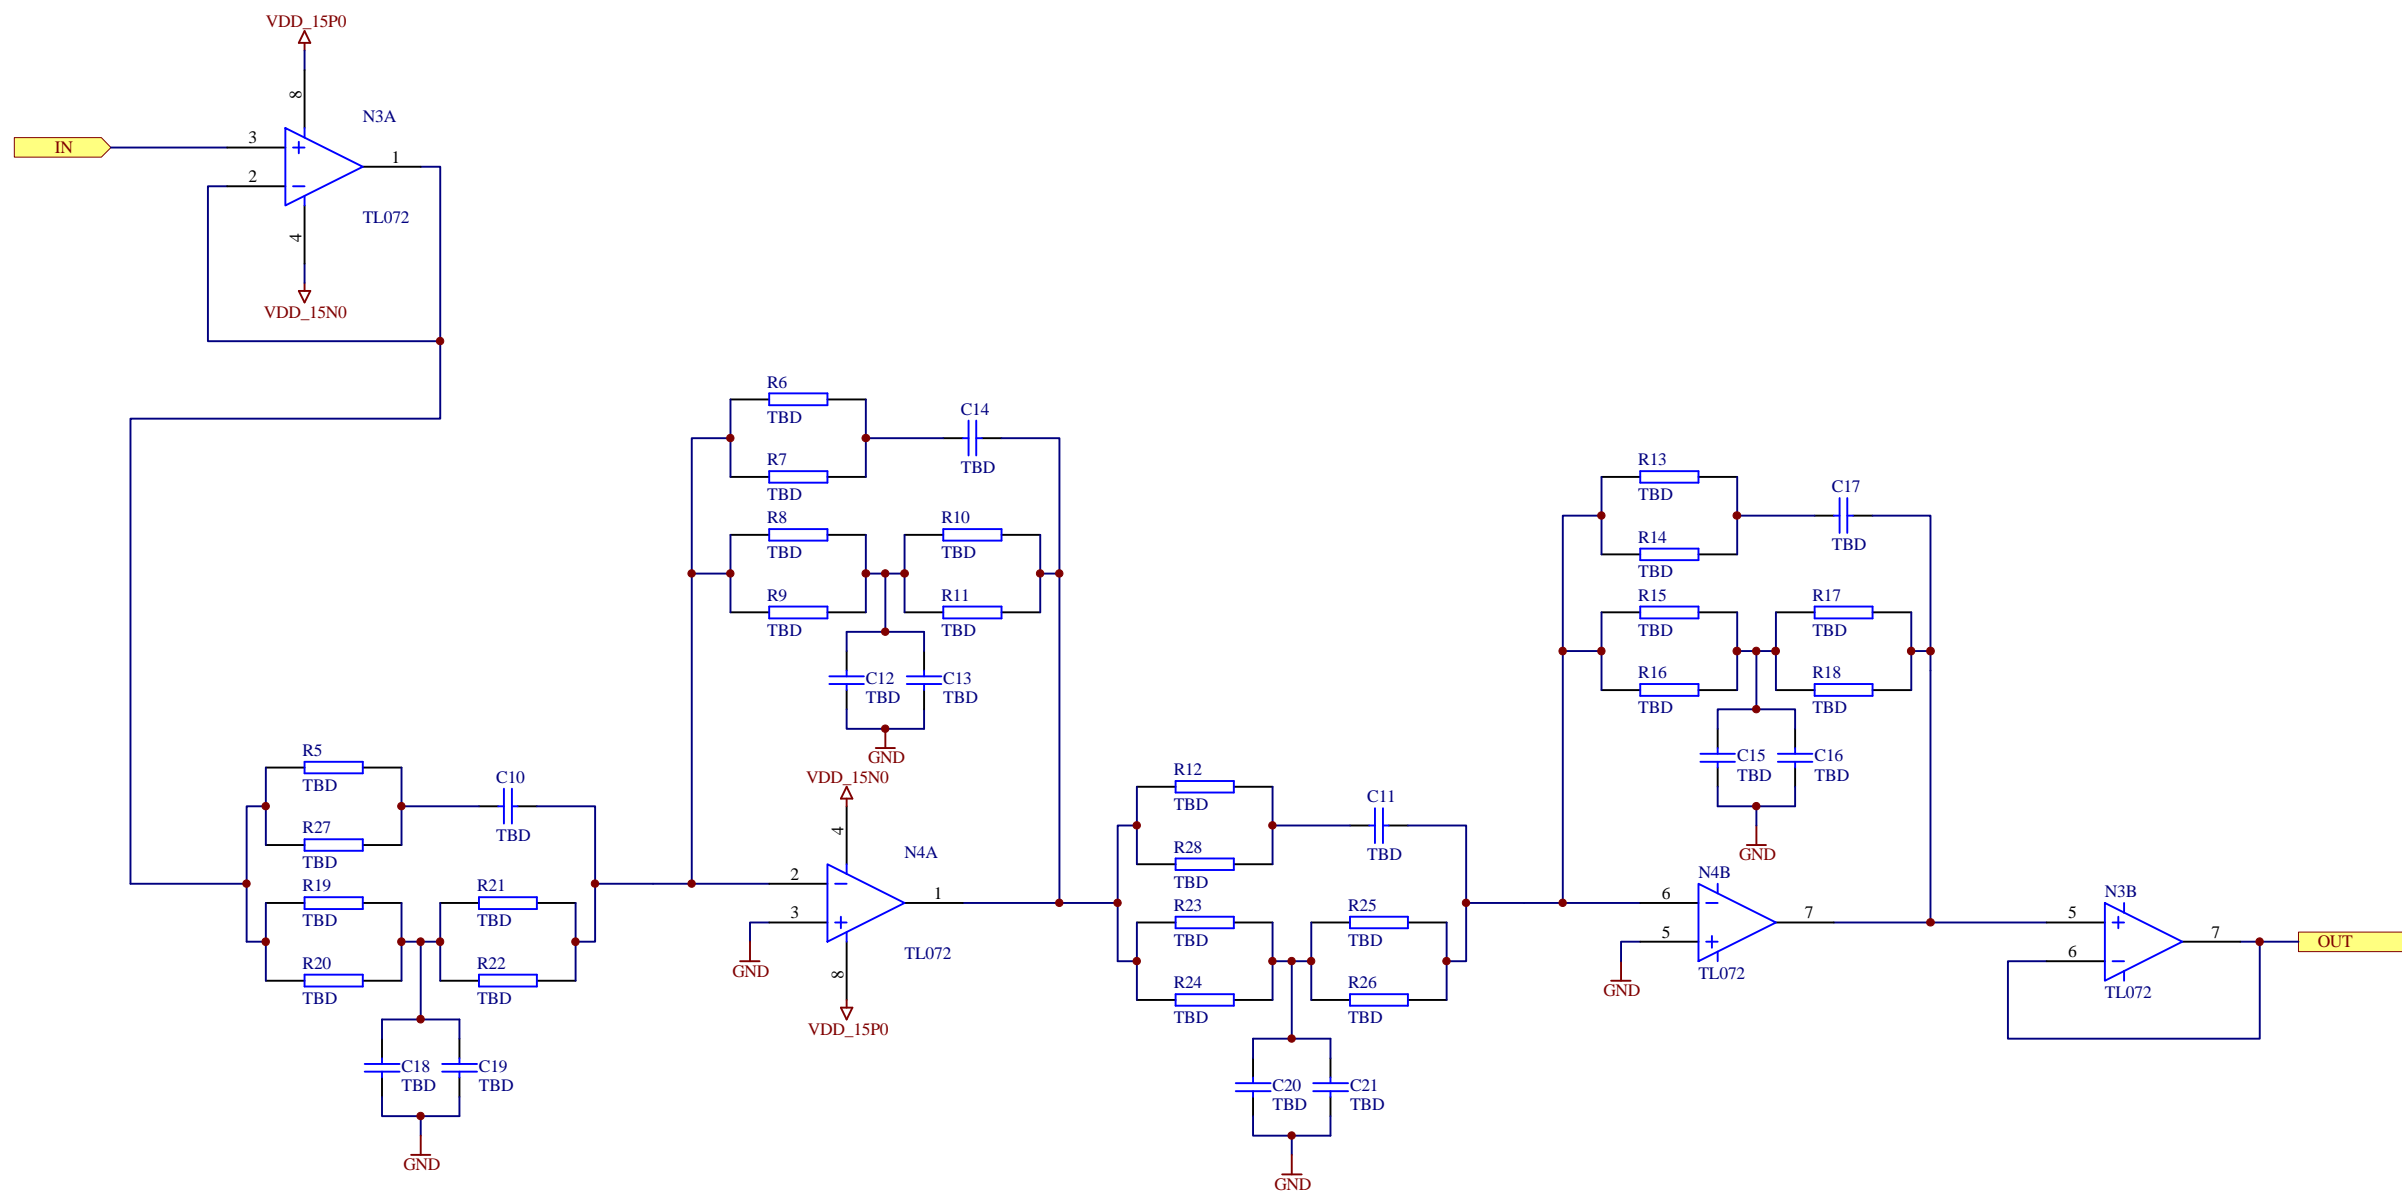 VDD_15P0
8
N3A
IN
3
1
2
TL072
4
VDD_15N0
R6
TBD
C14
TBD
R7
TBD
R8
TBD
R10
TBD
R9
TBD
R11
TBD
C12
TBD
C13
TBD
GND
VDD_15N0
4
N4A
2
1
3
GND
TL072
8
VDD_15P0
R5
TBD
C10
TBD
R27
TBD
R19
TBD
R21
TBD
R20
TBD
R22
TBD
C18
TBD
C19
TBD
GND
R12
TBD
C11
TBD
R28
TBD
R23
TBD
R25
TBD
R24
TBD
R26
TBD
C20
TBD
C21
TBD
GND
R13
TBD
C17
TBD
R14
TBD
R15
TBD
R17
TBD
R16
TBD
R18
TBD
C15
TBD
C16
TBD
GND
N4B
6
7
5
GND
TL072
N3B
5
7
6
TL072
OUT